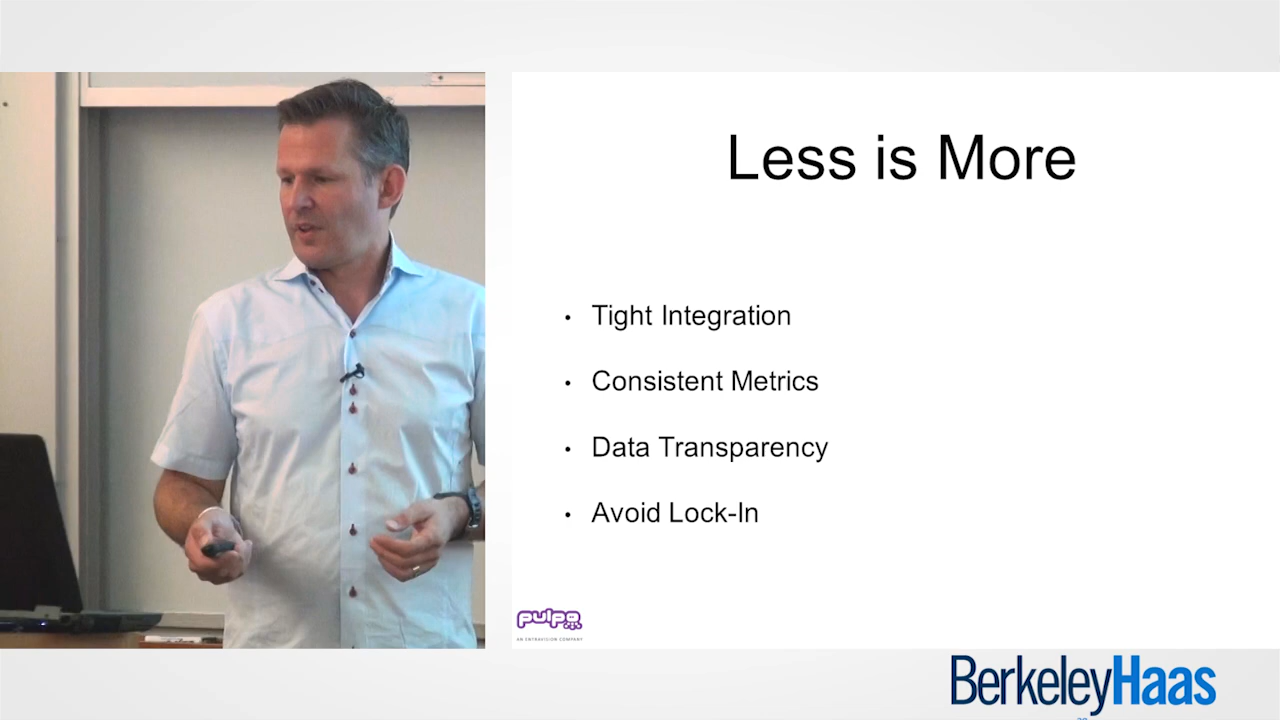 Less is More
• Tight Integration
• Consistent Metrics
• Data Transparency
• Avoid Lock-In
pulpo
AN ENTRAVISION COMPANY
BerkeleyHaas